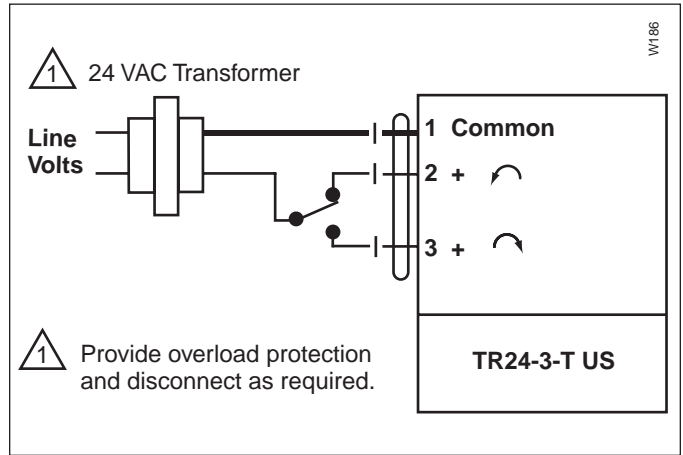 W186
1 24 VAC Transformer
Line
Volts
1 Common
2 +
3 +
1 Provide overload protection
and disconnect as required.
TR24-3-T US